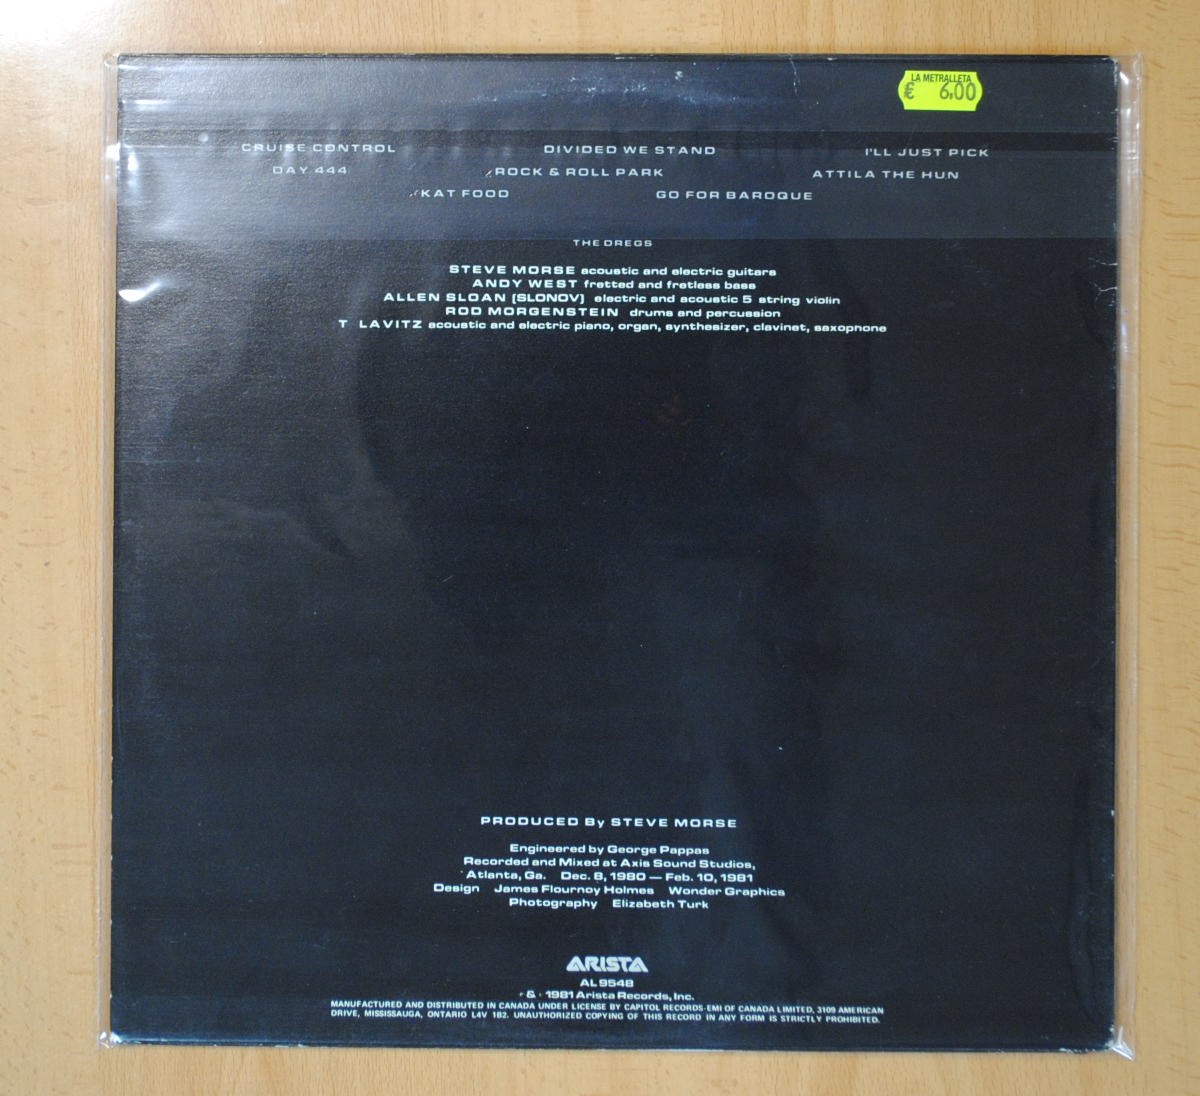 LA METRALLETA
€ 6,00
CRUISE CONTROL DIVIDED WE STAND I'LL JUST PICK
DAY 444 ROCK & ROLL PARK ATTILA THE HUN
KAT FOOD GO FOR BAROQUE
THE DREGS
STEVE MORSE acoustic and electric guitars
ANDY WEST fretted and fretless bass
ALLEN SLOAN (SLONOV) electric and acoustic 5 string violin
ROD MORGENSTEIN drums and percussion
T LAVITZ acoustic and electric piano, organ, synthesizer, clavinet, saxophone
PRODUCED By STEVE MORSE
Engineered by George Pappas
Recorded and Mixed at Axis Sound Studios,
Atlanta, Ga. Dec. 8, 1980 — Feb. 10, 1981
Design James Flournoy Holmes Wonder Graphics
Photography Elizabeth Turk
ARISTA
AL 9548
& 1981 Arista Records, Inc.
MANUFACTURED AND DISTRIBUTED IN CANADA UNDER LICENSE BY CAPITOL RECORDS-EMI OF CANADA LIMITED, 3109 AMERICAN
DRIVE, MISSISSAUGA, ONTARIO L4V 1B2. UNAUTHORIZED COPYING OF THIS RECORD IN ANY FORM IS STRICTLY PROHIBITED.